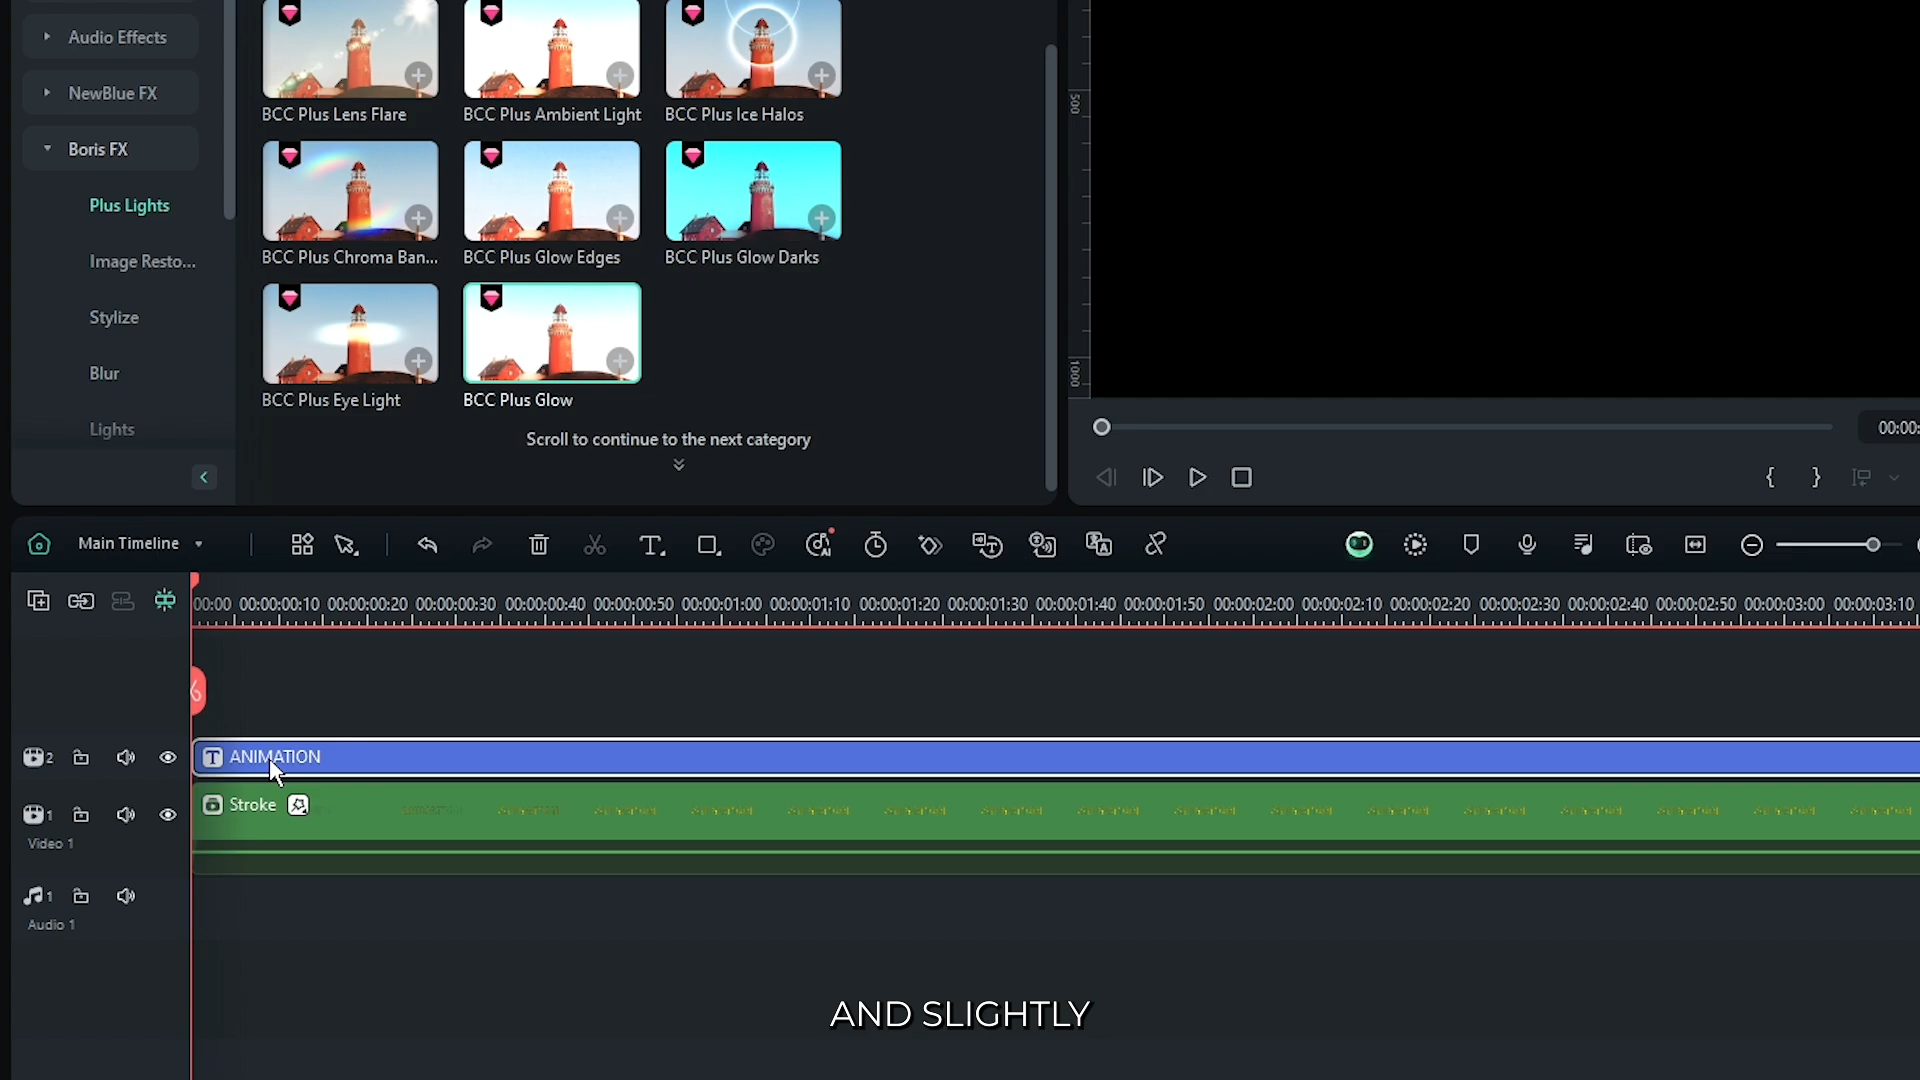 Audio Effects
NewBlue FX
Boris FX
Plus Lights
Image Resto...
Stylize
Blur
Lights
BCC Plus Lens Flare
BCC Plus Ambient Light
BCC Plus Ice Halos
BCC Plus Chroma Ban...
BCC Plus Glow Edges
BCC Plus Glow Darks
BCC Plus Eye Light
BCC Plus Glow
Scroll to continue to the next category
500
1000
00:00:
Main Timeline
00:00 00:00:00:10 00:00:00:20 00:00:00:30 00:00:00:40 00:00:00:50 00:00:01:00 00:00:01:10 00:00:01:20 00:00:01:30 00:00:01:40 00:00:01:50 00:00:02:00 00:00:02:10 00:00:02:20 00:00:02:30 00:00:02:40 00:00:02:50 00:00:03:00 00:00:03:10
2
ANIMATION
1
Stroke
Video 1
1
Audio 1
AND SLIGHTLY